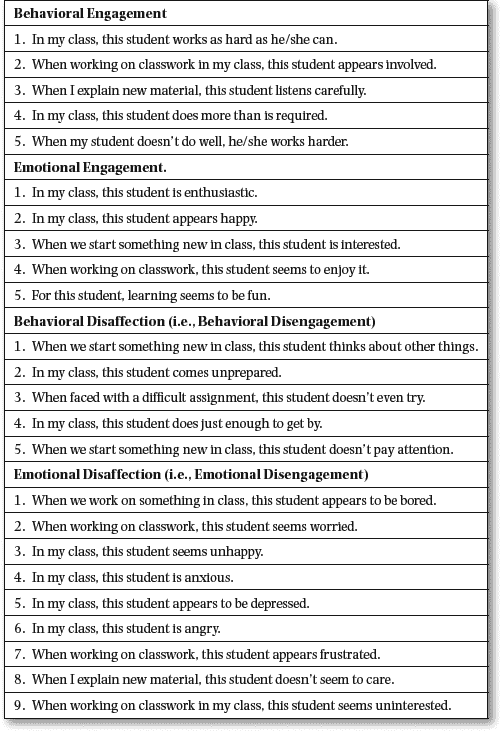 Behavioral Engagement
1. In my class, this student works as hard as he/she can.
2. When working on classwork in my class, this student appears involved.
3. When I explain new material, this student listens carefully.
4. In my class, this student does more than is required.
5. When my student doesn't do well, he/she works harder.
Emotional Engagement.
1. In my class, this student is enthusiastic.
2. In my class, this student appears happy.
3. When we start something new in class, this student is interested.
4. When working on classwork, this student seems to enjoy it.
5. For this student, learning seems to be fun.
Behavioral Disaffection (i.e., Behavioral Disengagement)
1. When we start something new in class, this student thinks about other things.
2. In my class, this student comes unprepared.
3. When faced with a difficult assignment, this student doesn't even try.
4. In my class, this student does just enough to get by.
5. When we start something new in class, this student doesn't pay attention.
Emotional Disaffection (i.e., Emotional Disengagement)
1. When we work on something in class, this student appears to be bored.
2. When working on classwork, this student seems worried.
3. In my class, this student seems unhappy.
4. In my class, this student is anxious.
5. In my class, this student appears to be depressed.
6. In my class, this student is angry.
7. When working on classwork, this student appears frustrated.
8. When I explain new material, this student doesn't seem to care.
9. When working on classwork in my class, this student seems uninterested.